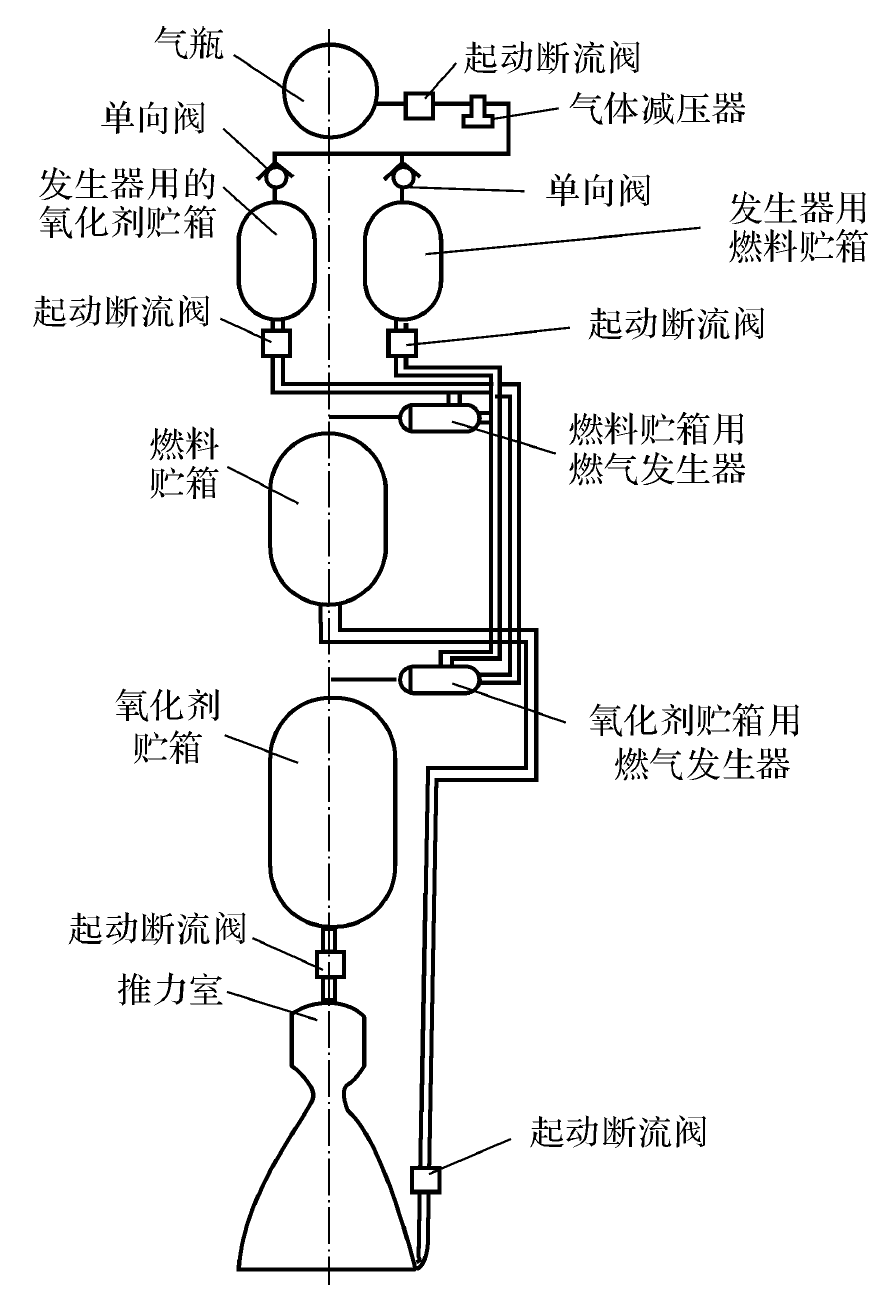 气瓶
起动断流阀
气体减压器
单向阀
单向阀
发生器用的
氧化剂贮箱
发生器用
燃料贮箱
起动断流阀
起动断流阀
燃料贮箱用
燃气发生器
燃料
贮箱
氧化剂
贮箱
氧化剂贮箱用
燃气发生器
起动断流阀
推力室
起动断流阀